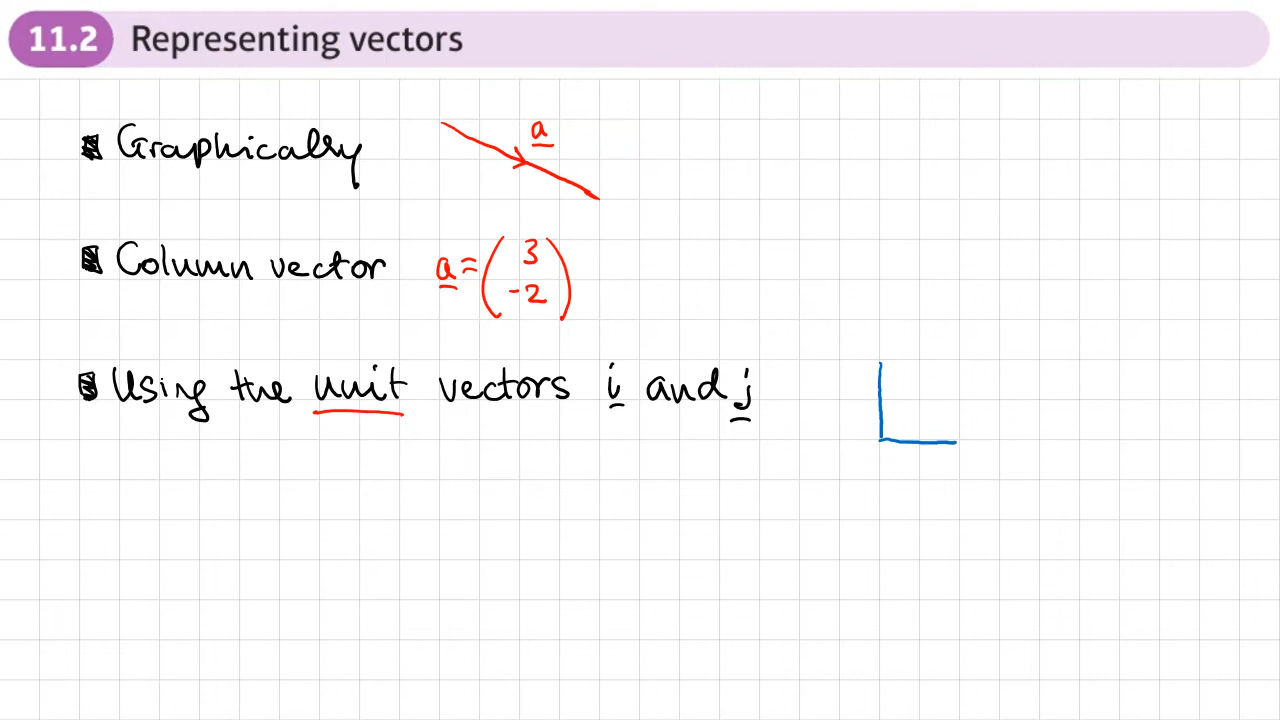 11.2 Representing vectors
Graphically a
Column vector a = (3
-2)
Using the unit vectors i and j